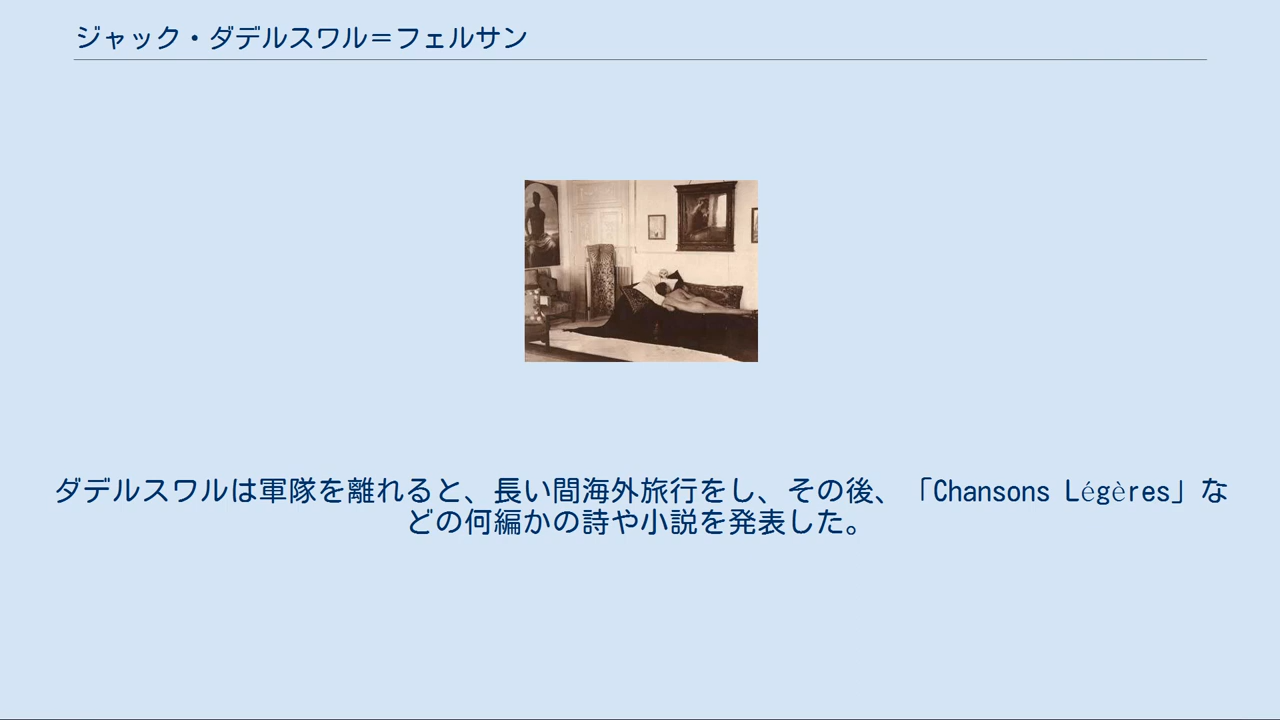 ジャック・ダデルスワル＝フェルサン
ダデルスワルは軍隊を離れると、長い間海外旅行をし、その後、「Chansons Légères」な
どの何編かの詩や小説を発表した。